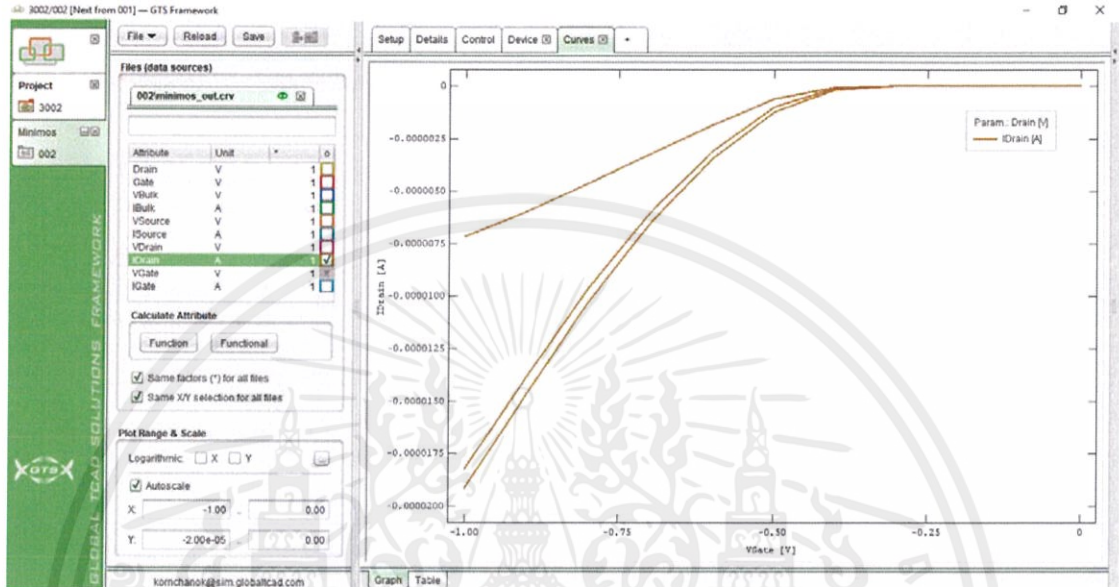 3002/002 [Next from 001] — GTS Framework
File
Reload
Save
Project
3002
Minimos
002
GLOBAL TCAD SOLUTIONS FRAMEWORK
GTS
Files (data sources)
002\minimos_out.crv
Attribute Unit * o
Drain V 1
Gate V 1
VBulk V 1
IBulk A 1
VSource V 1
ISource A 1
VDrain V 1
IDrain A 1
VGate V 1 X
IGate A 1
Calculate Attribute
Function Functional
Same factors (*) for all files
Same X/Y selection for all files
Plot Range & Scale
Logarithmic: X Y ...
Autoscale
X: -1.00 - 0.00
Y: -2.00e-05 - 0.00
kornchanok@sim.globaltcad.com
Setup Details Control Device Curves
Param.: Drain [V]
IDrain [A]
0
-0.0000025
-0.0000050
-0.0000075
-0.0000100
-0.0000125
-0.0000150
-0.0000175
-0.0000200
IDrain [A]
-1.00 -0.75 -0.50 -0.25 0
VGate [V]
Graph Table